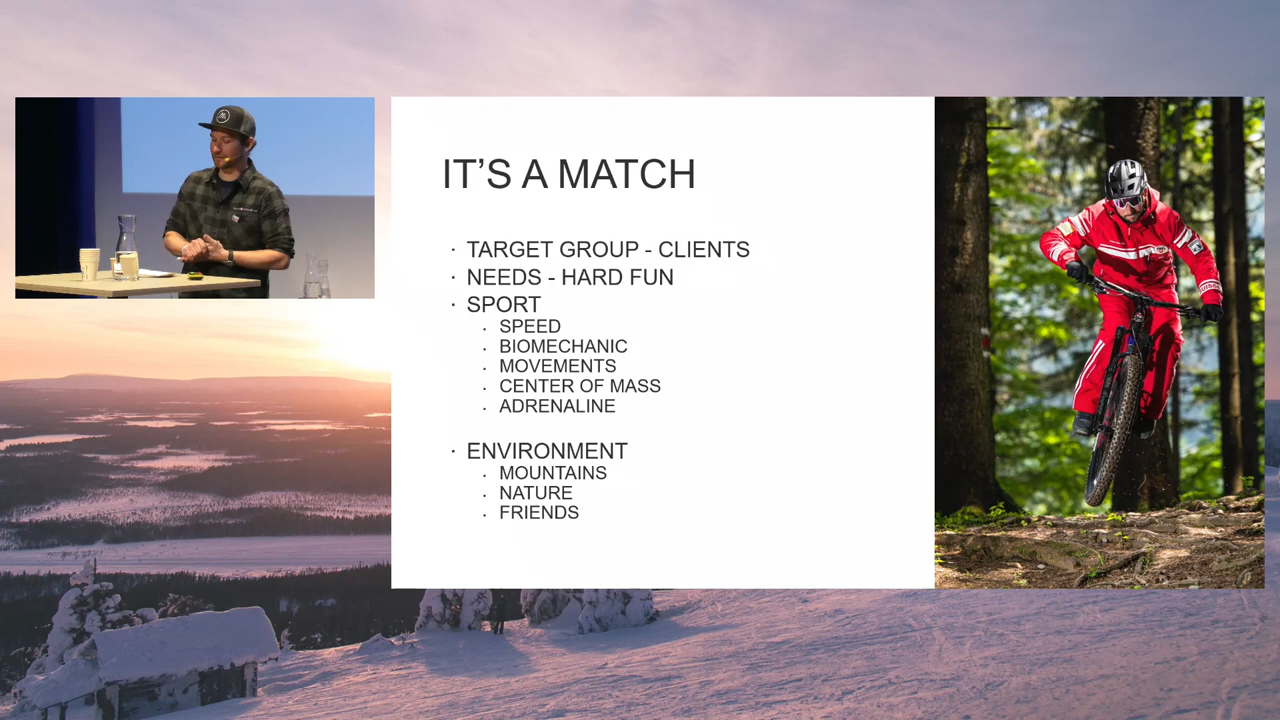 IT’S A MATCH
· TARGET GROUP - CLIENTS
· NEEDS - HARD FUN
· SPORT
· SPEED
· BIOMECHANIC
· MOVEMENTS
· CENTER OF MASS
· ADRENALINE
· ENVIRONMENT
· MOUNTAINS
· NATURE
· FRIENDS